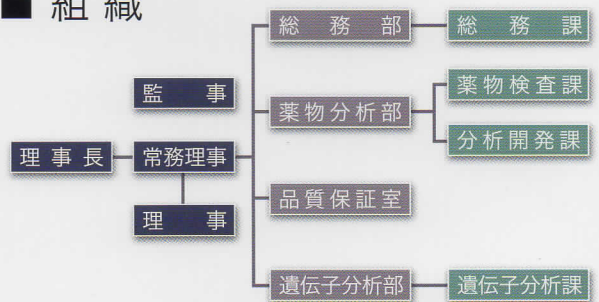 ■ 組織
総務部
総務課
監事
薬物分析部
薬物検査課
分析開発課
理事長
常務理事
理事
品質保証室
遺伝子分析部
遺伝子分析課